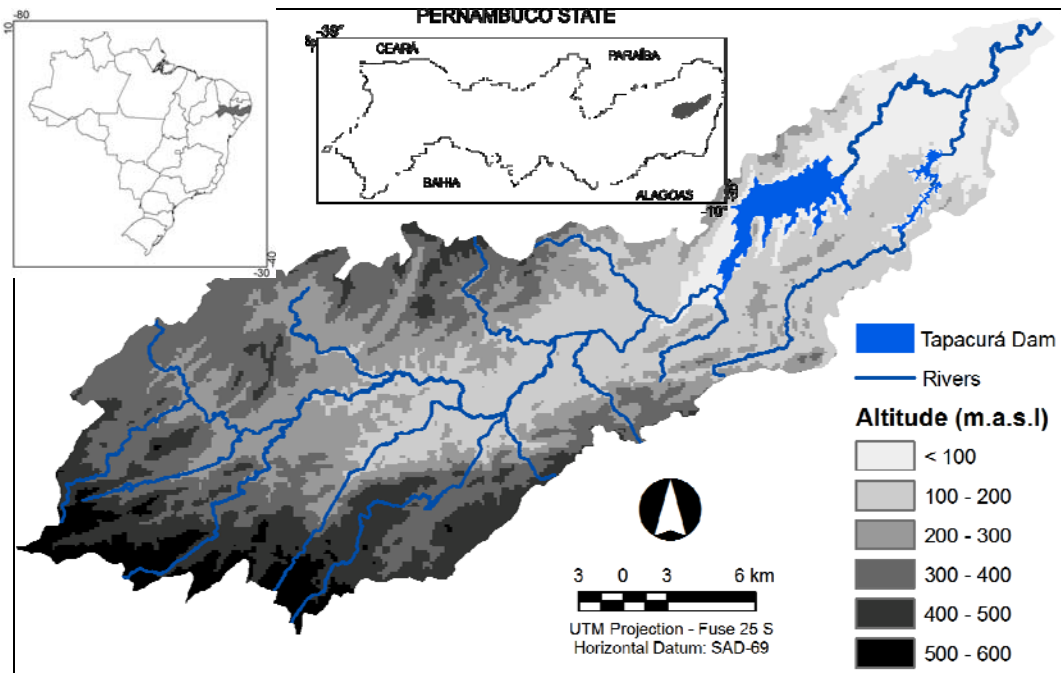 PERNAMBUCO STATE
-80
10
-30
-40
-39°
8°
CEARÁ
PARAÍBA
BAHIA
ALAGOAS
-10°
Tapacurá Dam
Rivers
Altitude (m.a.s.l)
< 100
100 - 200
200 - 300
300 - 400
400 - 500
500 - 600
3 0 3 6 km
UTM Projection - Fuse 25 S
Horizontal Datum: SAD-69